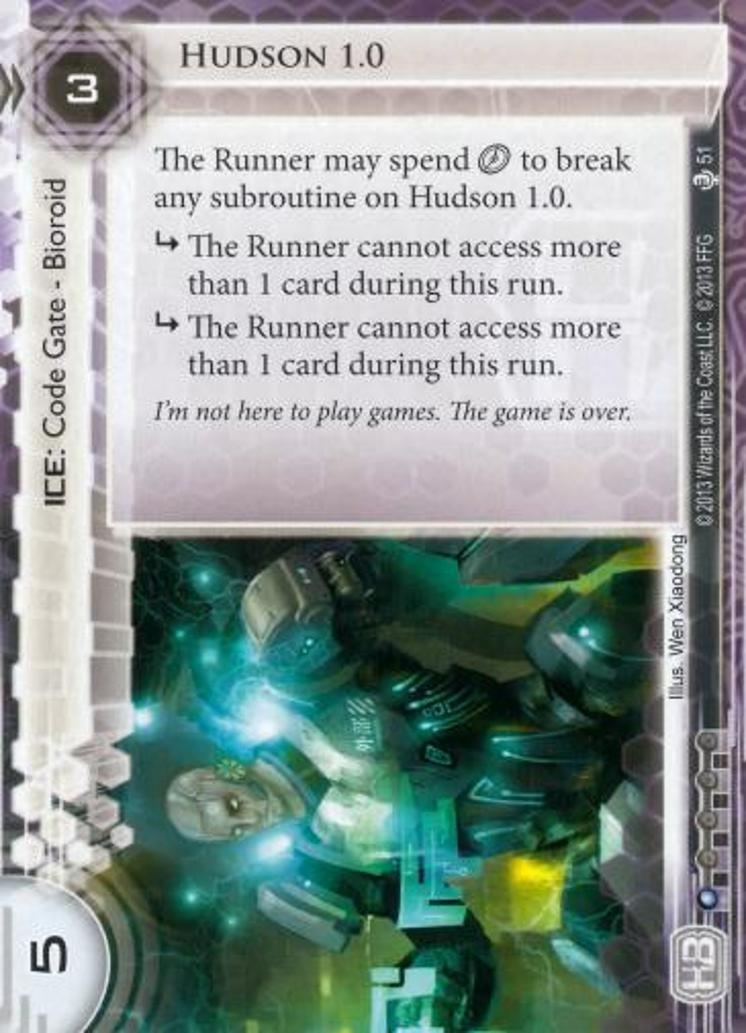 3
HUDSON 1.0
The Runner may spend to break
any subroutine on Hudson 1.0.
The Runner cannot access more
than 1 card during this run.
The Runner cannot access more
than 1 card during this run.
I'm not here to play games. The game is over.
ICE: Code Gate - Bioroid
51
© 2013 Wizards of the Coast LLC. © 2013 FFG
Illus. Wen Xiaodong
5
HB